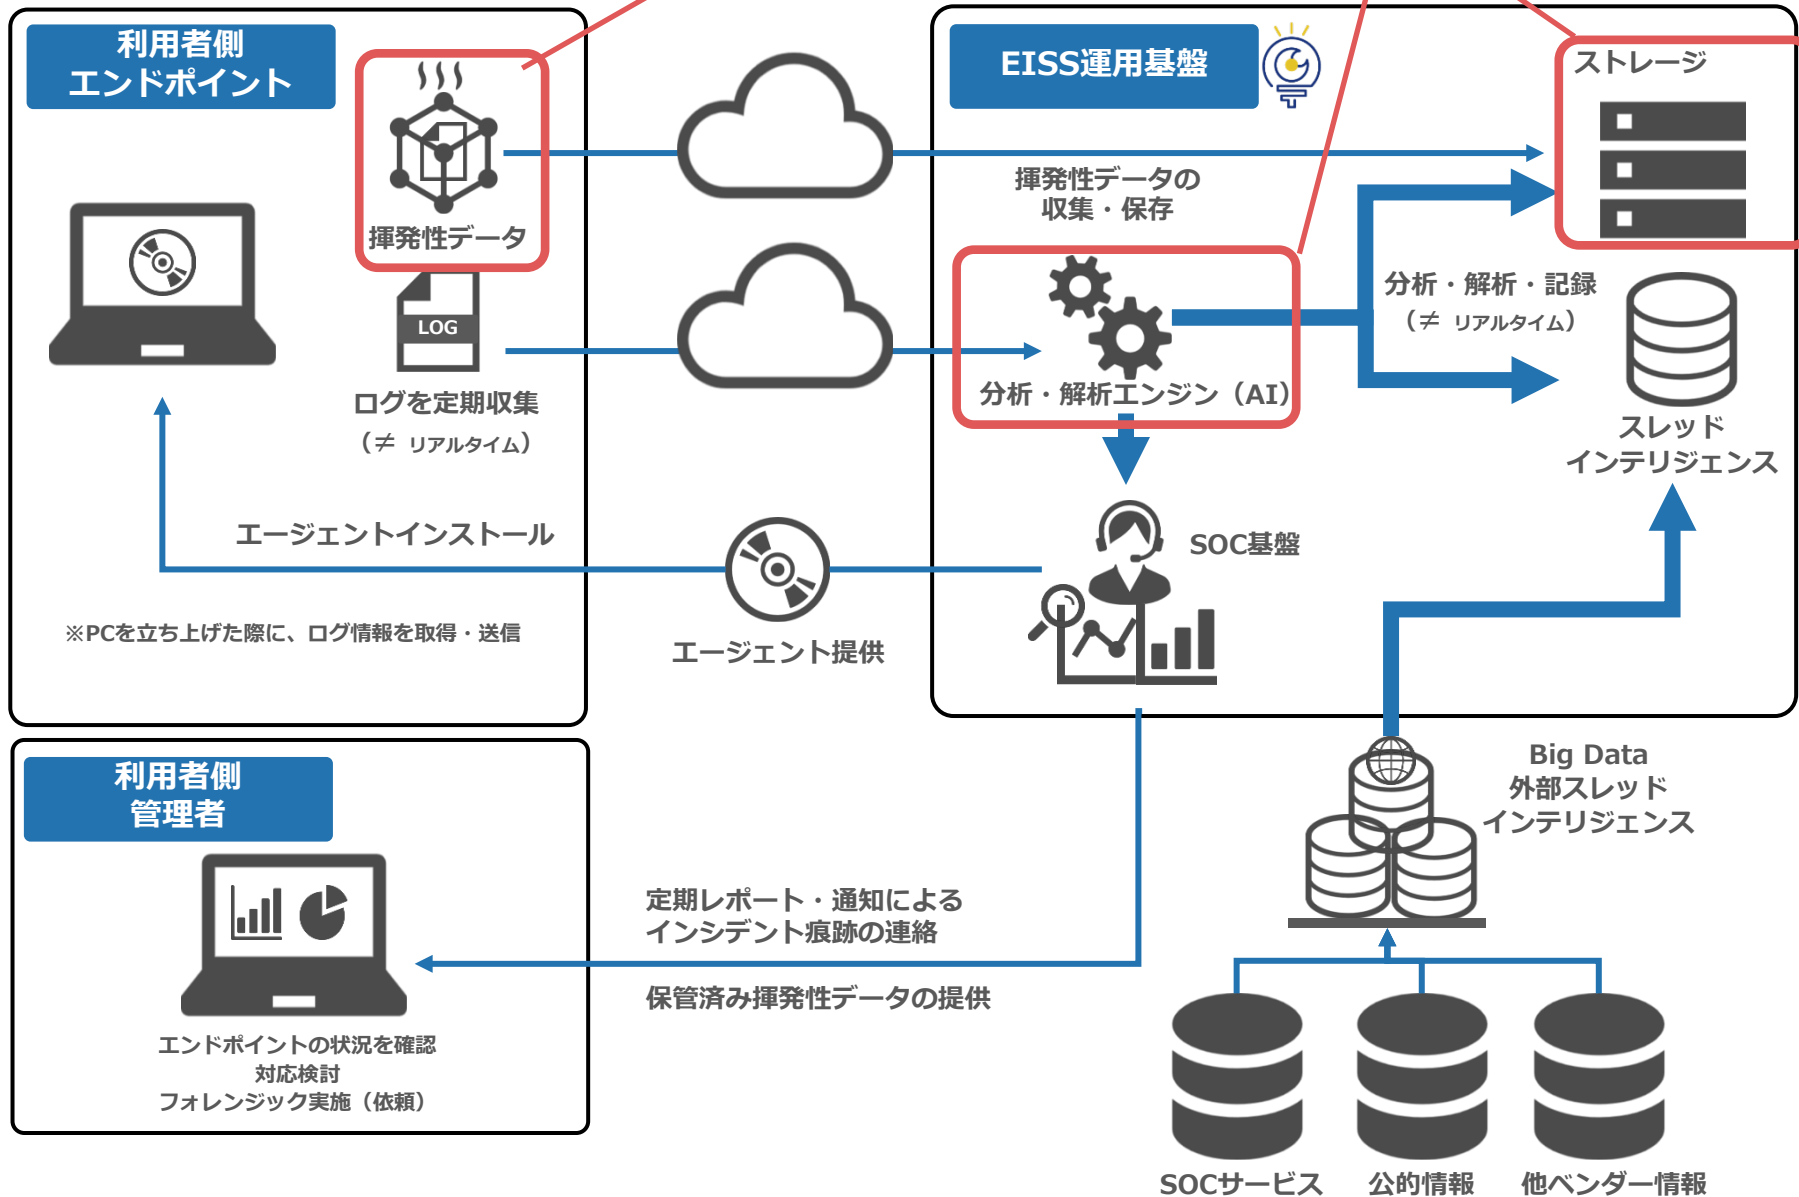 利用者側
エンドポイント
揮発性データ
LOG
ログを定期収集
（≠ リアルタイム）
エージェントインストール
※PCを立ち上げた際に、ログ情報を取得・送信
エージェント提供
EISS運用基盤
ストレージ
揮発性データの
収集・保存
分析・解析エンジン（AI）
分析・解析・記録
（≠ リアルタイム）
スレッド
インテリジェンス
SOC基盤
利用者側
管理者
エンドポイントの状況を確認
対応検討
フォレンジック実施（依頼）
定期レポート・通知による
インシデント痕跡の連絡
保管済み揮発性データの提供
Big Data
外部スレッド
インテリジェンス
SOCサービス
公的情報
他ベンダー情報